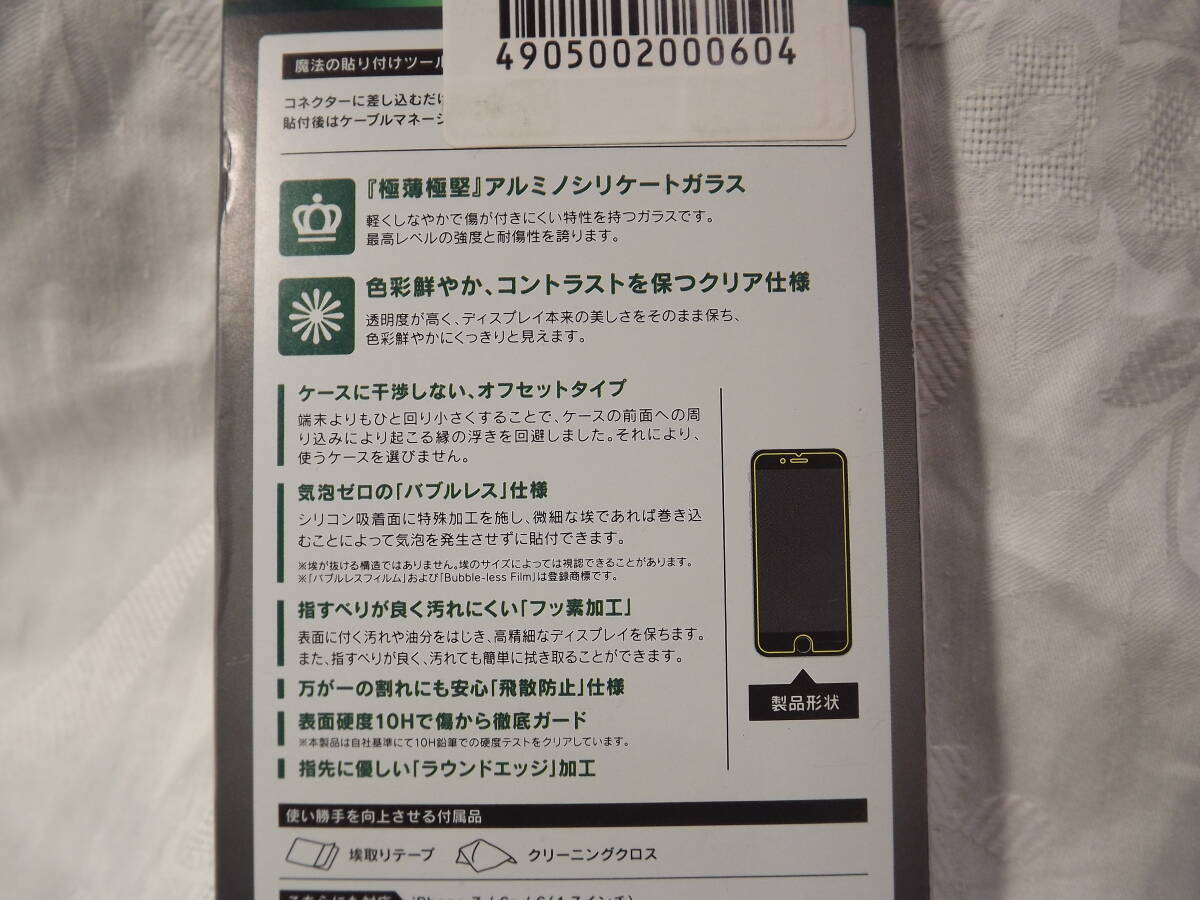 4905002000604
魔法の貼り付けツール
コネクターに差し込むだけ
貼付後はケーブルマネージ
『極薄極堅』アルミノシリケートガラス
軽くしなやかで傷が付きにくい特性を持つガラスです。
最高レベルの強度と耐傷性を誇ります。
色彩鮮やか、コントラストを保つクリア仕様
透明度が高く、ディスプレイ本来の美しさをそのまま保ち、
色彩鮮やかにくっきりと見えます。
ケースに干渉しない、オフセットタイプ
端末よりもひと回り小さくすることで、ケースの前面への周
り込みにより起こる縁の浮きを回避しました。それにより、
使うケースを選びません。
気泡ゼロの「バブルレス」仕様
シリコン吸着面に特殊加工を施し、微細な埃であれば巻き込
むことによって気泡を発生させずに貼付できます。
※埃が抜ける構造ではありません。埃のサイズによっては視認できることがあります。
※「バブルレスフィルム」および「Bubble-less Film」は登録商標です。
指すべりが良く汚れにくい「フッ素加工」
表面に付く汚れや油分をはじき、高精細なディスプレイを保ちます。
また、指すべりが良く、汚れても簡単に拭き取ることができます。
万が一の割れにも安心「飛散防止」仕様
表面硬度10Hで傷から徹底ガード
※本製品は自社基準にて10H鉛筆での硬度テストをクリアしています。
指先に優しい「ラウンドエッジ」加工
製品形状
使い勝手を向上させる付属品
埃取りテープ
クリーニングクロス
こちらにも対応
iPhone 7 / 6s / 6(4.7インチ)